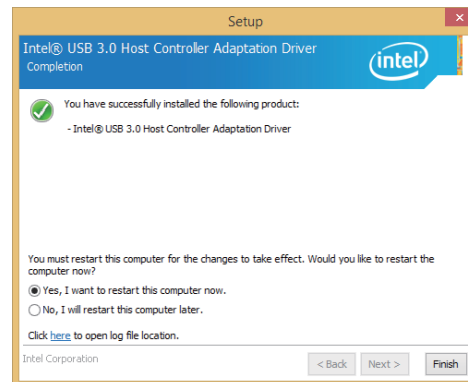 Setup
Intel® USB 3.0 Host Controller Adaptation Driver
Completion
intel
You have successfully installed the following product:
- Intel® USB 3.0 Host Controller Adaptation Driver
You must restart this computer for the changes to take effect. Would you like to restart the
computer now?
Yes, I want to restart this computer now.
No, I will restart this computer later.
Click here to open log file location.
Intel Corporation
< Back Next > Finish